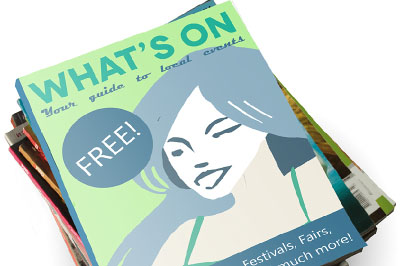 WHAT'S ON
Your guide to local events
FREE!
Festivals, Fairs,
much more!